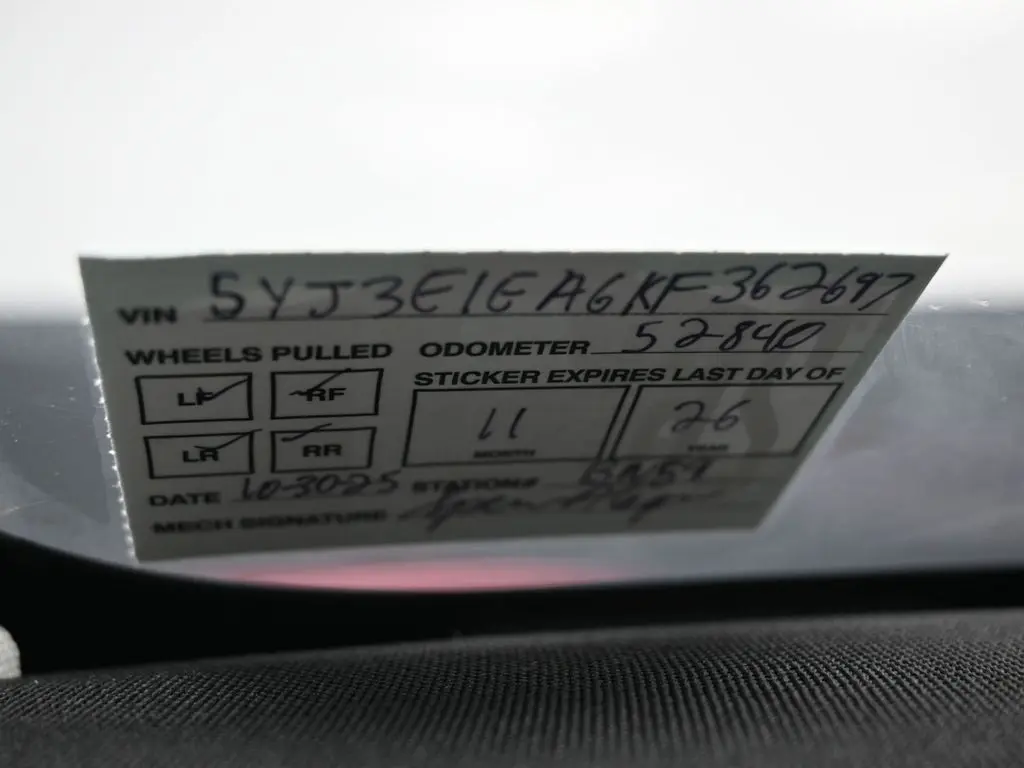 VIN 5YJ3E1EA6KF362697
WHEELS PULLED
ODOMETER 52840
LF RF
LR RR
STICKER EXPIRES LAST DAY OF
11 26
MONTH YEAR
DATE 10-30-25 STATION#
MECH SIGNATURE